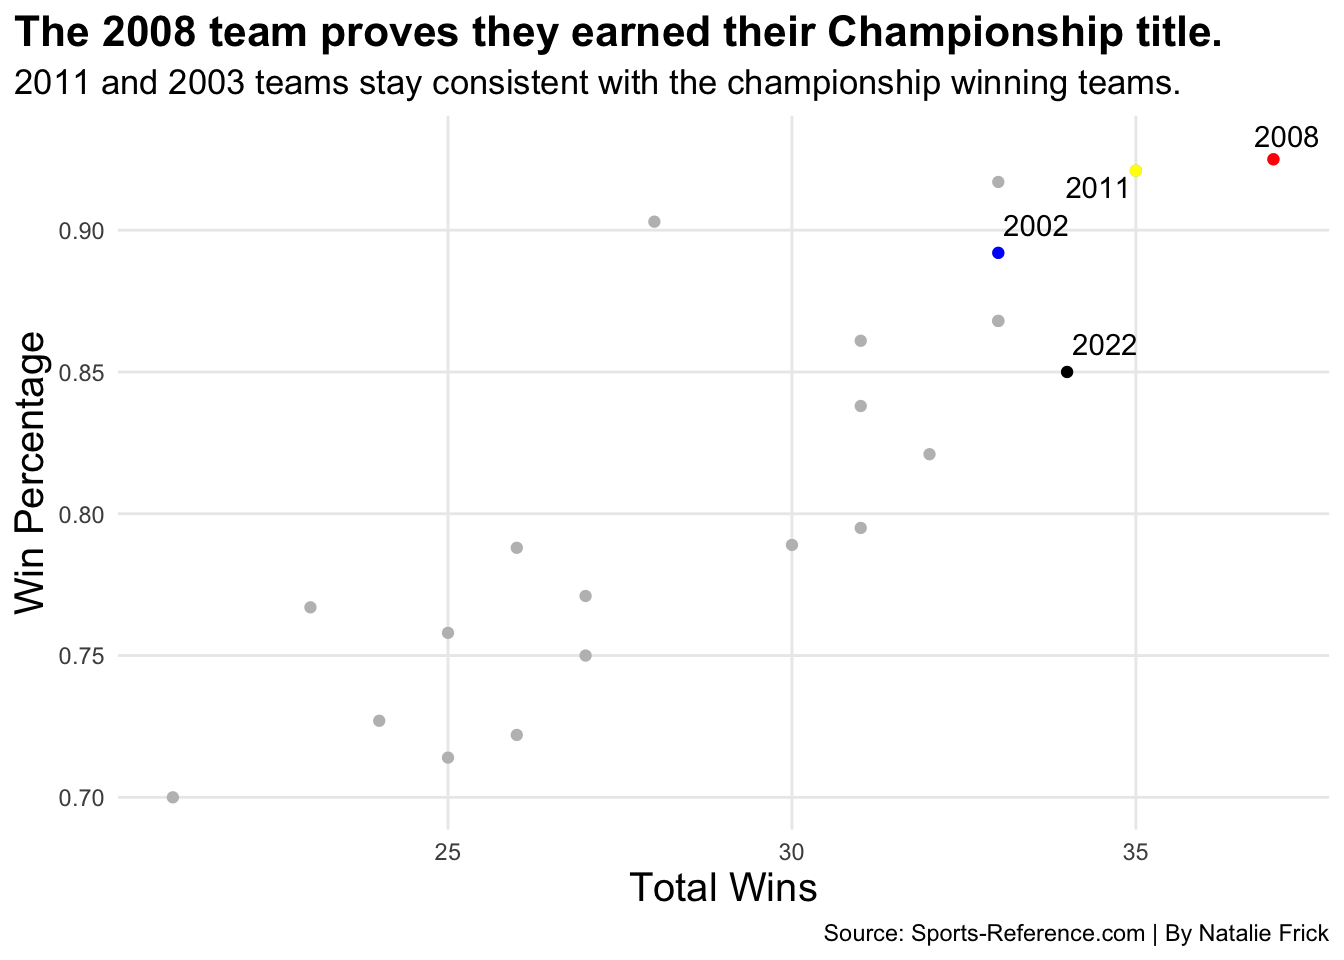 The 2008 team proves they earned their Championship title.
2011 and 2003 teams stay consistent with the championship winning teams.
2008
2011
2002
0.90
2022
0.85
0.80
0.75
0.70
Win Percentage
25 30 35
Total Wins
Source: Sports-Reference.com | By Natalie Frick